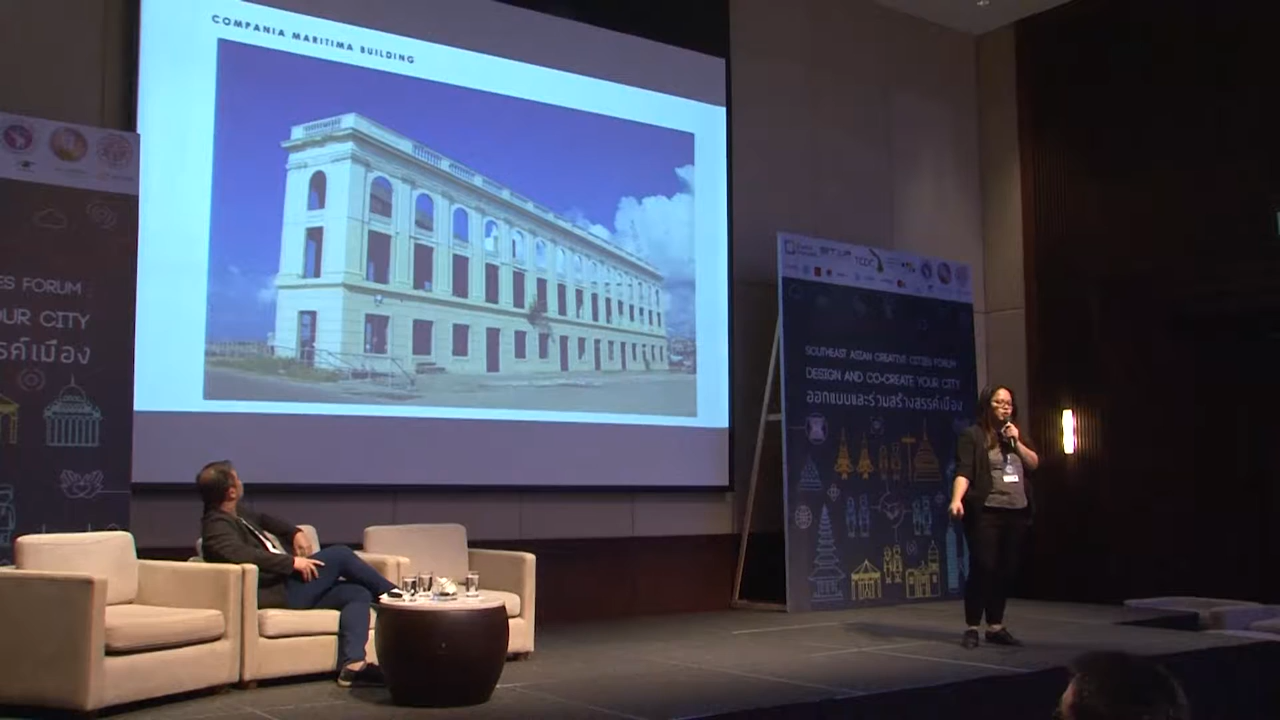 COMPANIA MARITIMA BUILDING
ES FORUM
OUR CITY
รรค์เมือง
TCDC
SOUTHEAST ASIAN CREATIVE CITIES FORUM
DESIGN AND CO-CREATE YOUR CITY
ออกแบบและร่วมสร้างสรรค์เมือง